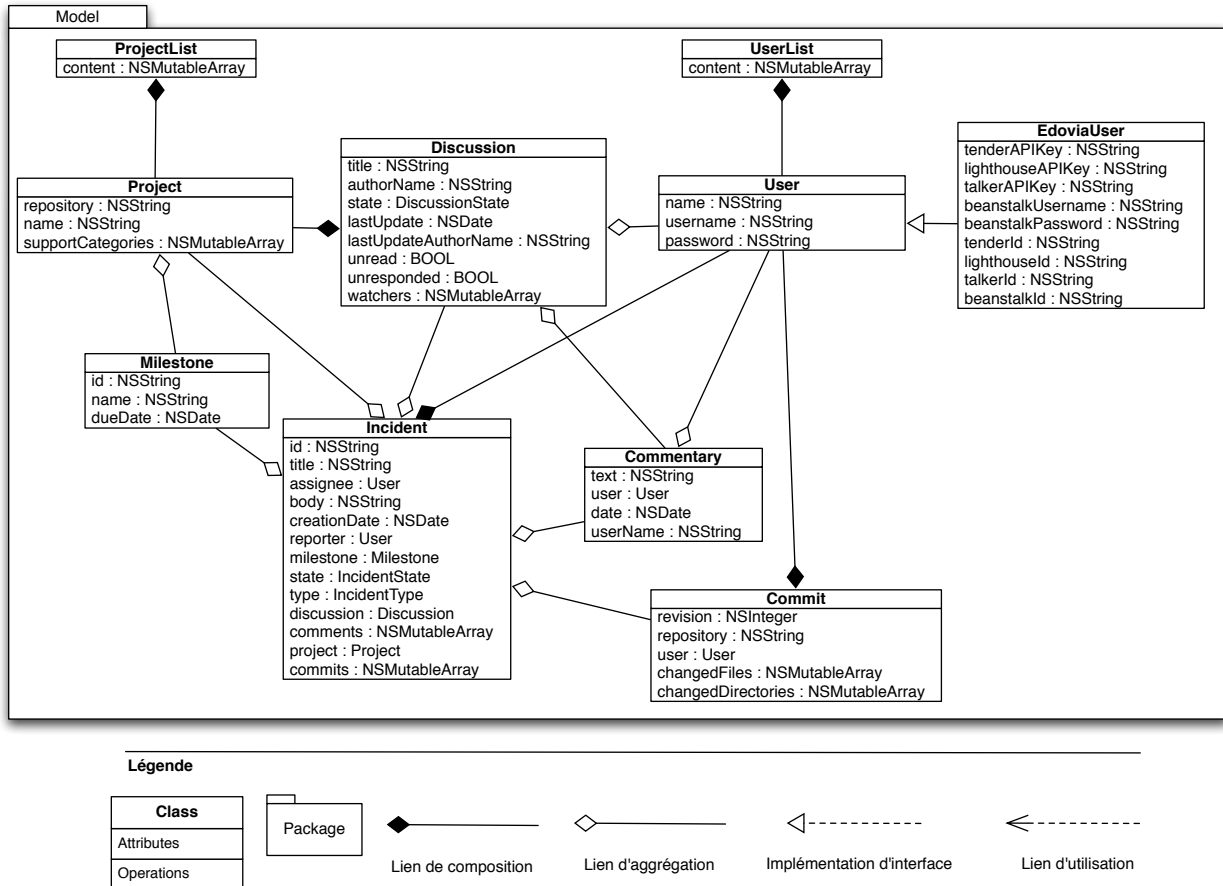 Model
ProjectList
content : NSMutableArray
UserList
content : NSMutableArray
Discussion
title : NSString
authorName : NSString
state : DiscussionState
lastUpdate : NSDate
lastUpdateAuthorName : NSString
unread : BOOL
unresponded : BOOL
watchers : NSMutableArray
EdoviaUser
tenderAPIKey : NSString
lighthouseAPIKey : NSString
talkerAPIKey : NSString
beanstalkUsername : NSString
beanstalkPassword : NSString
tenderId : NSString
lighthouseId : NSString
talkerId : NSString
beanstalkId : NSString
Project
repository : NSString
name : NSString
supportCategories : NSMutableArray
User
name : NSString
username : NSString
password : NSString
Milestone
id : NSString
name : NSString
dueDate : NSDate
Incident
id : NSString
title : NSString
assignee : User
body : NSString
creationDate : NSDate
reporter : User
milestone : Milestone
state : IncidentState
type : IncidentType
discussion : Discussion
comments : NSMutableArray
project : Project
commits : NSMutableArray
Commentary
text : NSString
user : User
date : NSDate
userName : NSString
Commit
revision : NSInteger
repository : NSString
user : User
changedFiles : NSMutableArray
changedDirectories : NSMutableArray
Légende
Class
Attributes
Operations
Package
Lien de composition
Lien d'aggrégation
Implémentation d'interface
Lien d'utilisation